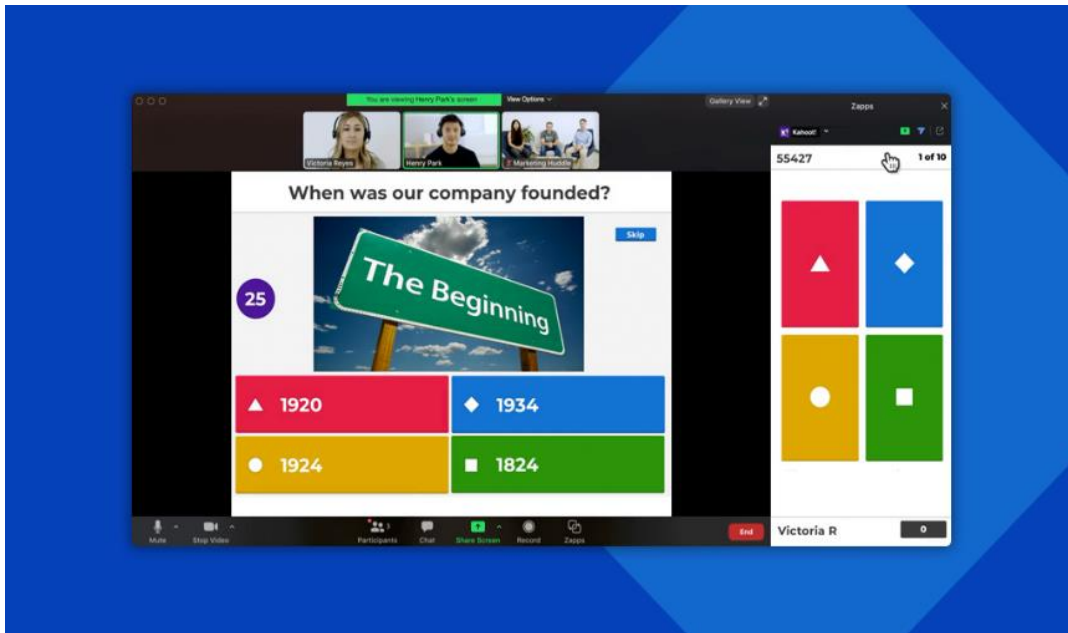 You are viewing Henry Park's screen
View Options
Gallery View
Zapps
Victoria Reyes
Henry Park
Marketing Huddle
K! Kahoot!
55427
1 of 10
When was our company founded?
Skip
25
The Beginning
1920
1934
1924
1824
Mute
Stop Video
Participants
3
Chat
Share Screen
Record
Zapps
End
Victoria R
0